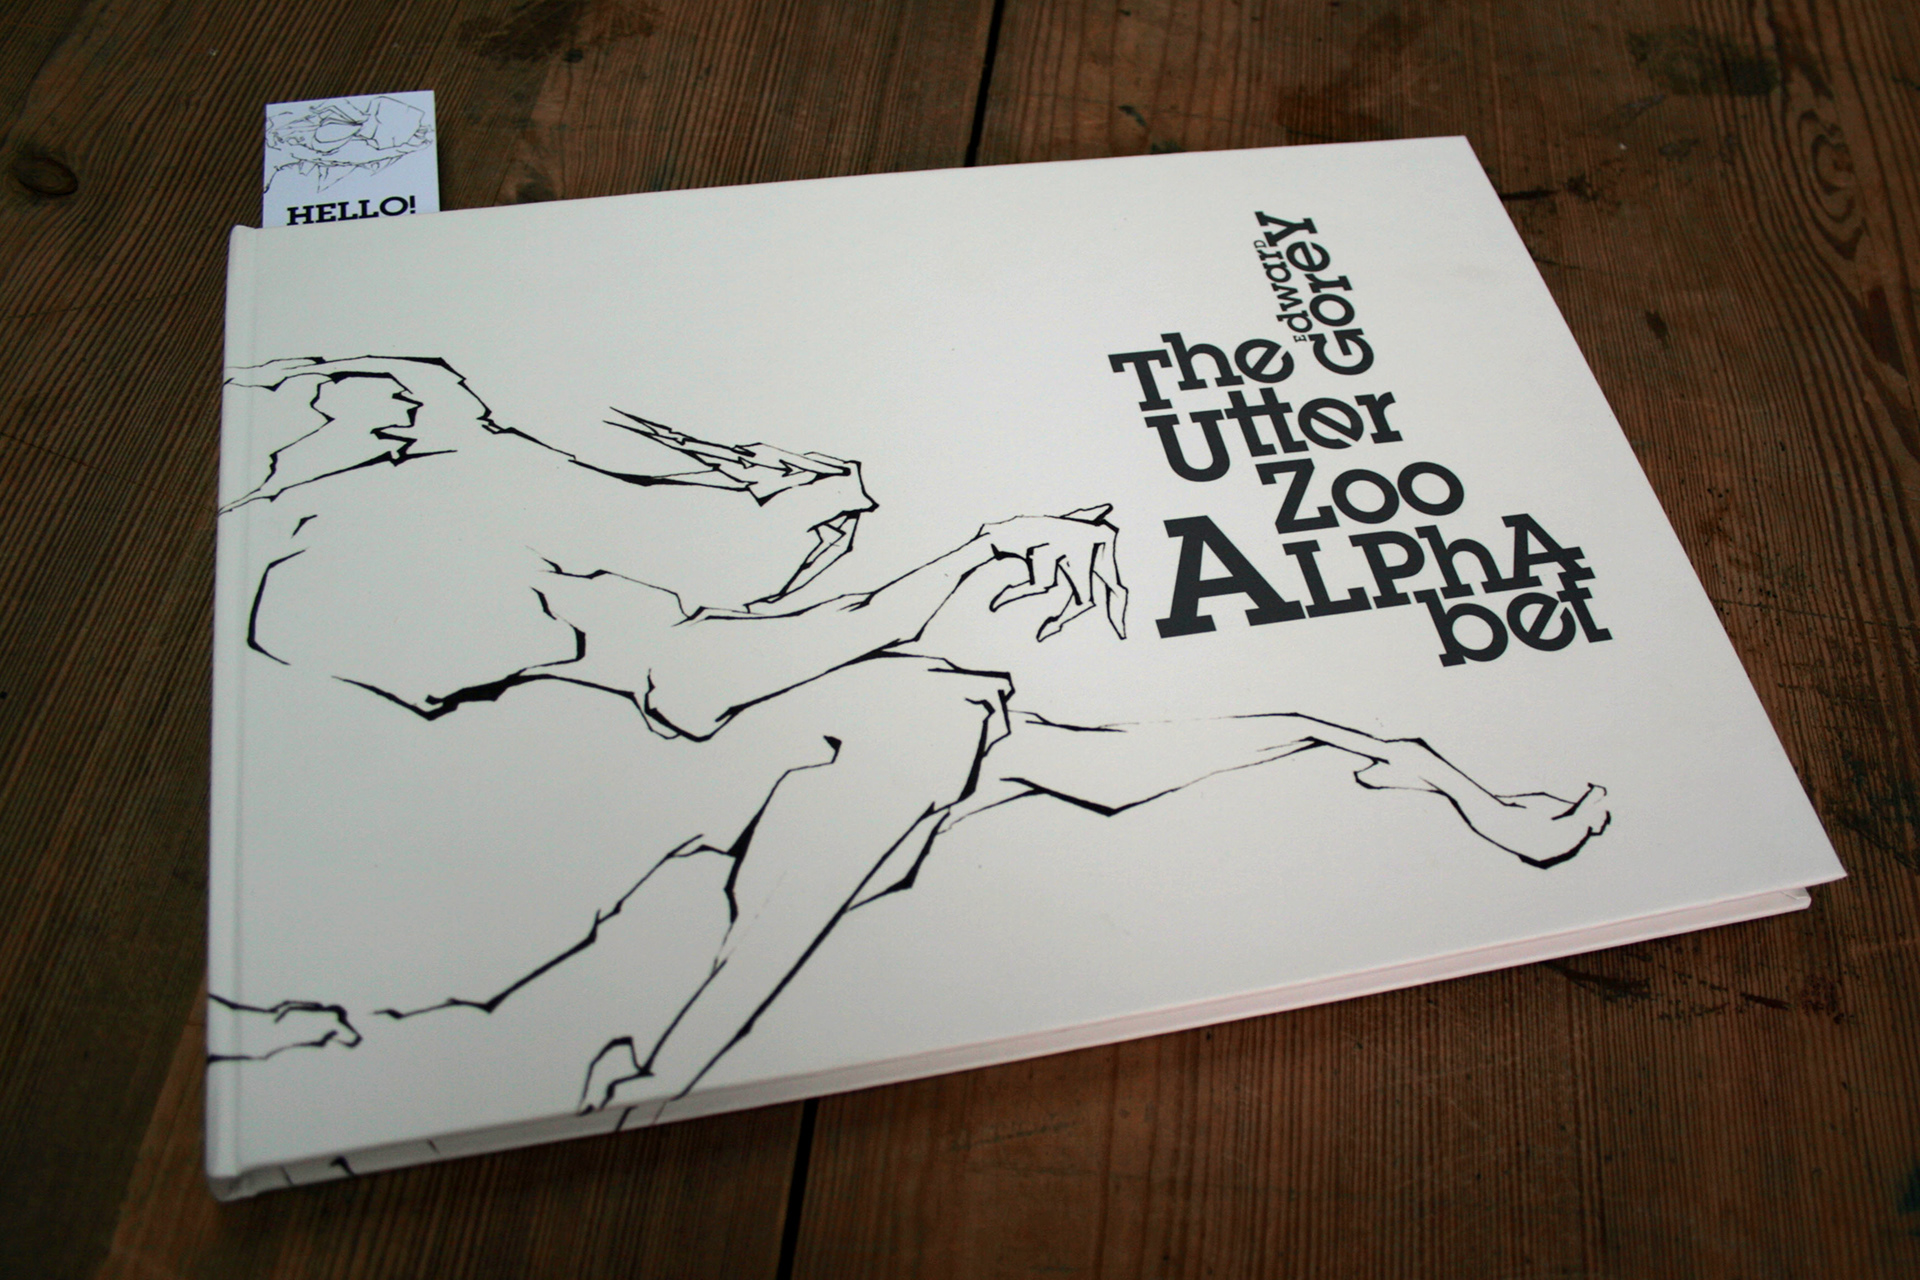 HELLO!
Edward
Gorey
The
Utter
Zoo
ALPhA
bet